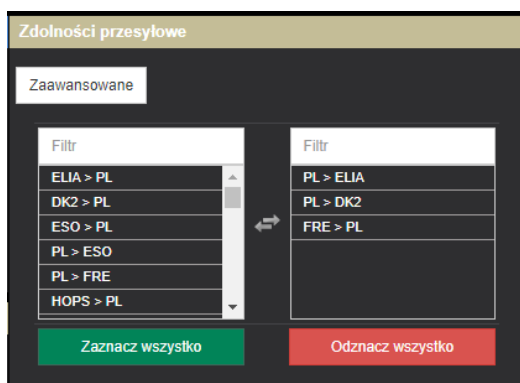 Zdolności przesyłowe
Zaawansowane
Filtr
ELIA > PL
DK2 > PL
ESO > PL
PL > ESO
PL > FRE
HOPS > PL
Zaznacz wszystko
Filtr
PL > ELIA
PL > DK2
FRE > PL
Odznacz wszystko